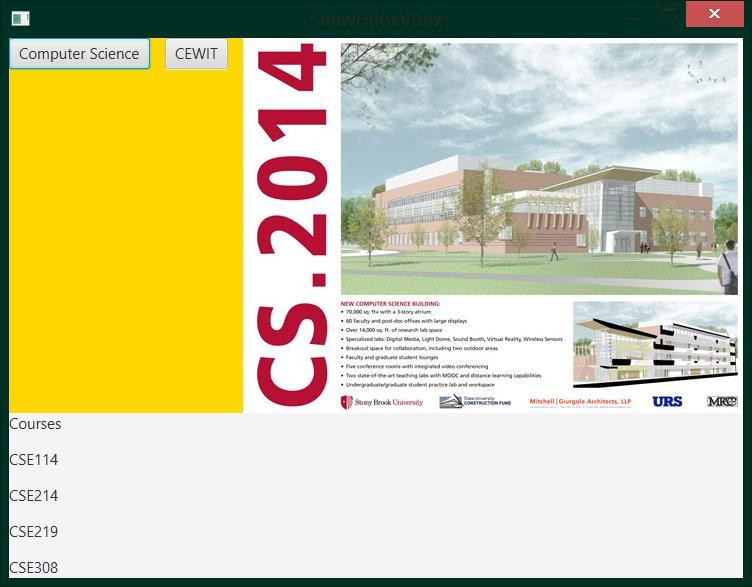 ShowHBoxVBox
Computer Science
CEWIT
CS.2014
NEW COMPUTER SCIENCE BUILDING:
• 70,000 sq. ft+ with a 3-story atrium
• 60 faculty and post-doc offices with large displays
• Over 14,000 sq. ft. of research lab space
• Specialized labs: Digital Media, Light Dome, Sound Booth, Virtual Reality, Wireless Sensors
• Breakout space for collaboration, including two outdoor areas
• Faculty and graduate student lounges
• Five conference rooms with integrated video conferencing
• Two state-of-the-art teaching labs with MOOC and distance learning capabilities
• Undergraduate/graduate student practice lab and workspace
Stony Brook University
State University
CONSTRUCTION FUND
Mitchell | Giurgola Architects, LLP
URS
Courses
CSE114
CSE214
CSE219
CSE308